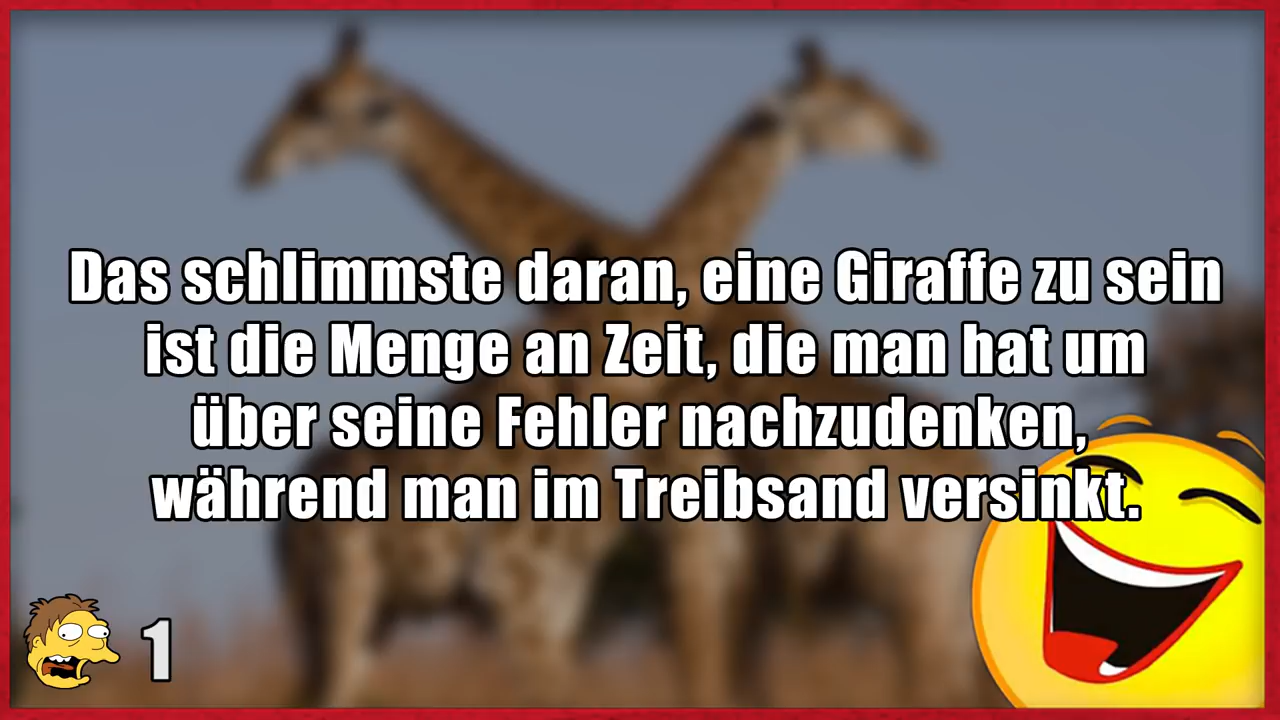 Das schlimmste daran, eine Giraffe zu sein
ist die Menge an Zeit, die man hat um
über seine Fehler nachzudenken,
während man im Treibsand versinkt.
1